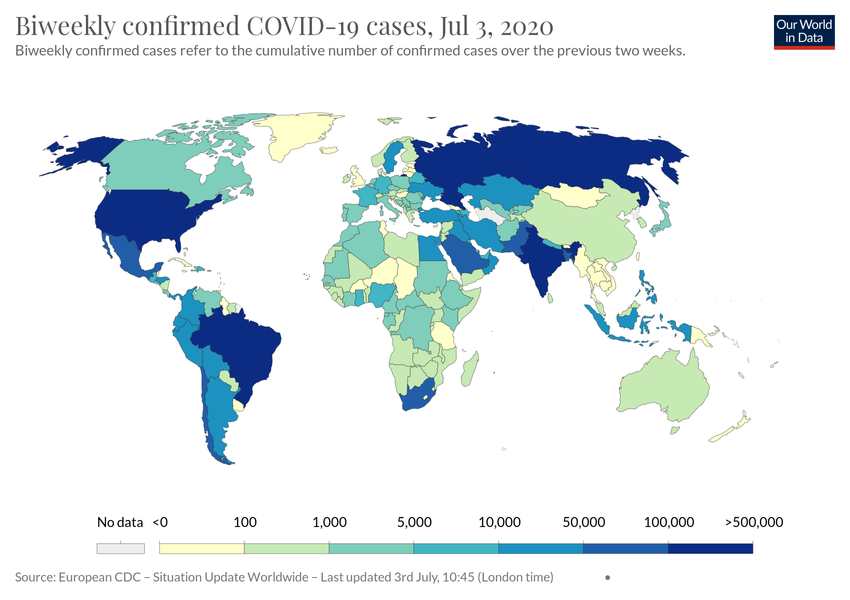 Biweekly confirmed COVID-19 cases, Jul 3, 2020
Biweekly confirmed cases refer to the cumulative number of confirmed cases over the previous two weeks.
Our World
in Data
No data <0 100 1,000 5,000 10,000 50,000 100,000 >500,000
Source: European CDC – Situation Update Worldwide – Last updated 3rd July, 10:45 (London time) •